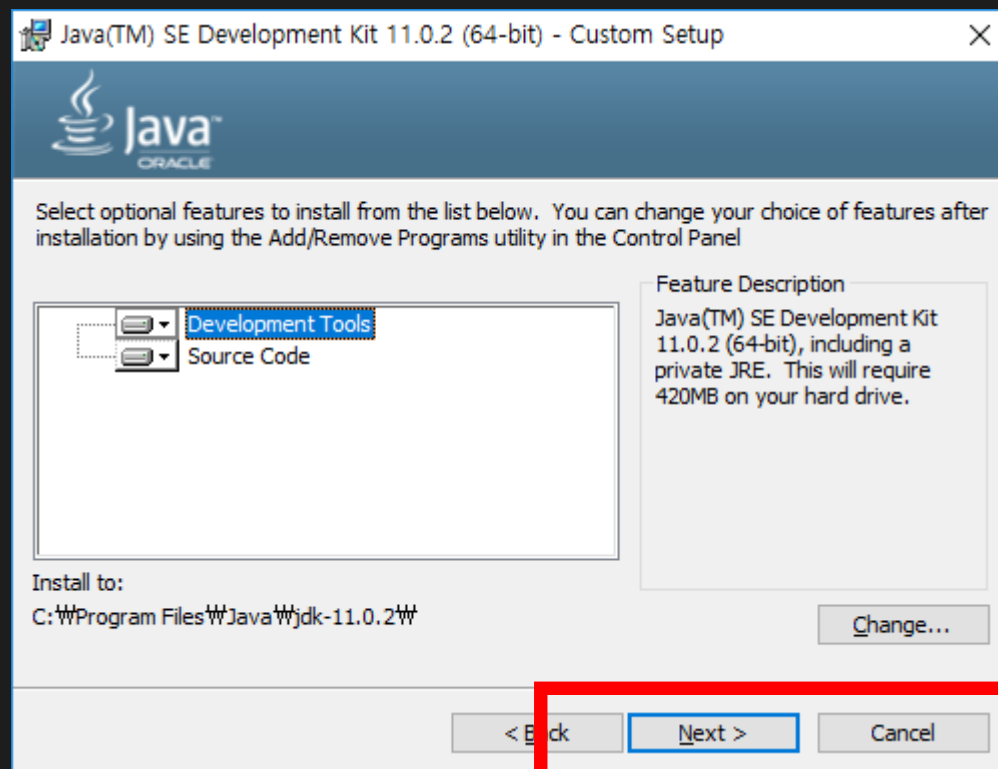 Java(TM) SE Development Kit 11.0.2 (64-bit) - Custom Setup
Java™
ORACLE
Select optional features to install from the list below.  You can change your choice of features after
installation by using the Add/Remove Programs utility in the Control Panel
Development Tools
Source Code
Feature Description
Java(TM) SE Development Kit
11.0.2 (64-bit), including a
private JRE.  This will require
420MB on your hard drive.
Install to:
C:₩Program Files₩Java₩jdk-11.0.2₩
Change...
Next >
Cancel